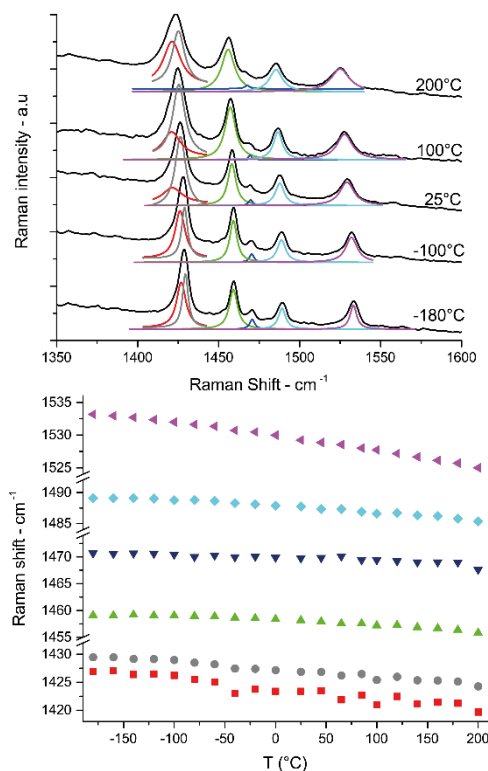 Raman intensity - a.u
200°C
100°C
25°C
-100°C
-180°C
1350 1400 1450 1500 1550 1600
Raman Shift - cm-1
Raman shift - cm-1
1535
1530
1525
1490
1485
1470
1465
1460
1455
1430
1425
1420
-150 -100 -50 0 50 100 150 200
T (°C)